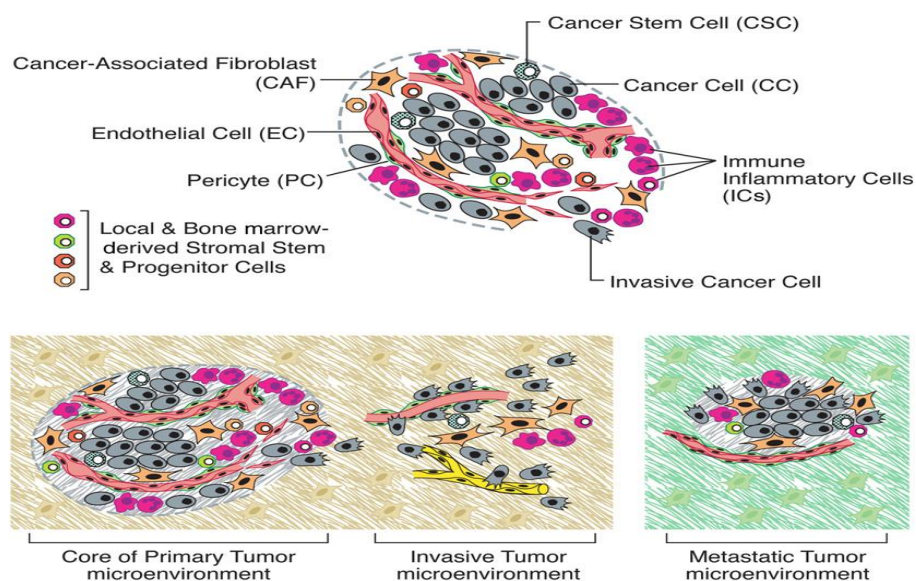 Cancer Stem Cell (CSC)
Cancer-Associated Fibroblast
(CAF)
Cancer Cell (CC)
Endothelial Cell (EC)
Pericyte (PC)
Immune
Inflammatory Cells
(ICs)
Local & Bone marrow-
derived Stromal Stem
& Progenitor Cells
Invasive Cancer Cell
Core of Primary Tumor
microenvironment
Invasive Tumor
microenvironment
Metastatic Tumor
microenvironment